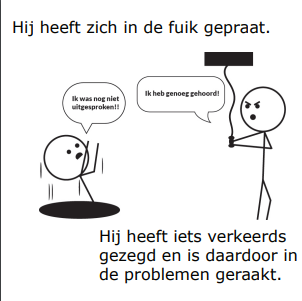 Hij heeft zich in de fuik gepraat.
Ik was nog niet
uitgesproken!!
Ik heb genoeg gehoord!
Hij heeft iets verkeerds
gezegd en is daardoor in
de problemen geraakt.